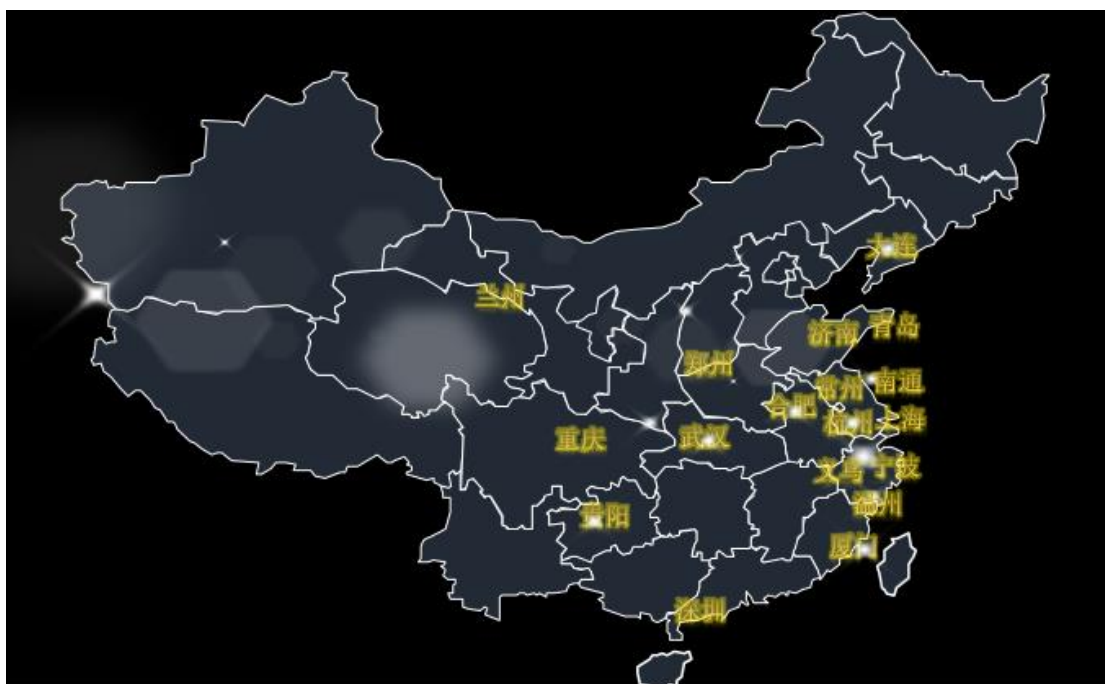 大连
兰州
济南
青岛
郑州
常州
南通
合肥
杭州
上海
重庆
武汉
义乌
宁波
温州
贵阳
厦门
深圳